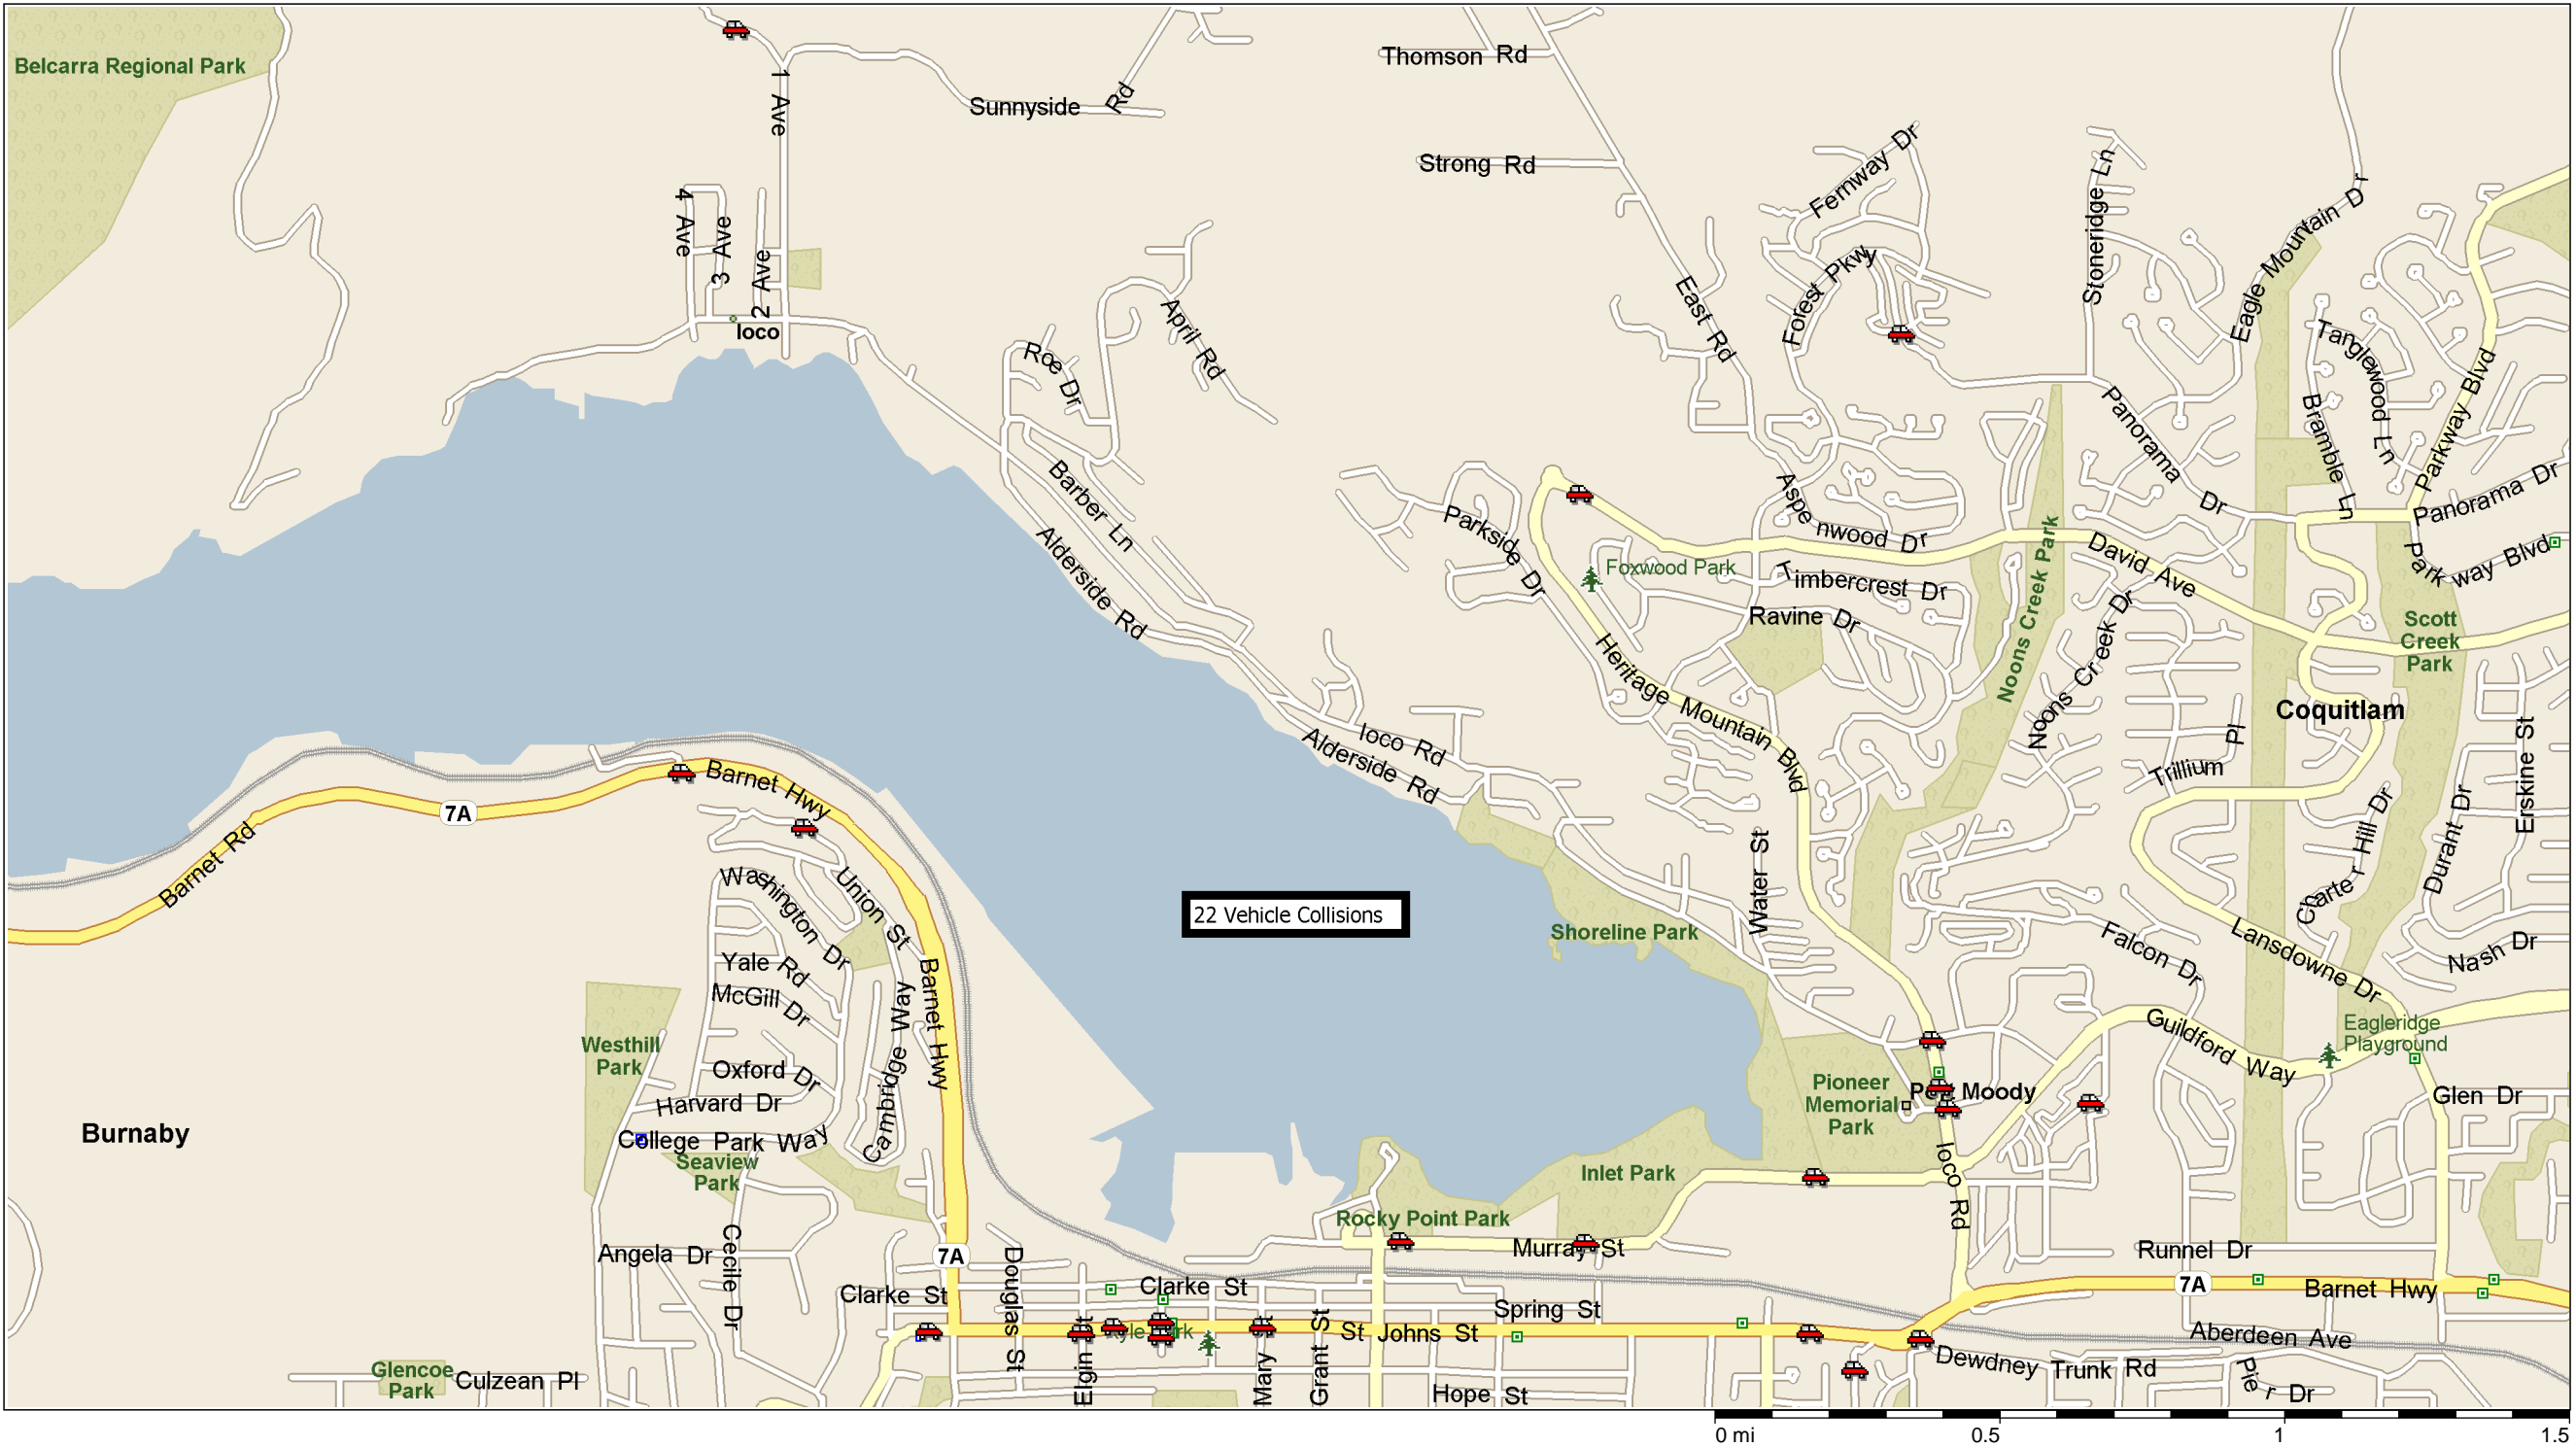 Belcarra Regional Park
1 Ave
Sunnyside Rd
Thomson Rd
Strong Rd
Fernway Dr
Stoneridge Ln
Eagle Mountain Dr
4 Ave
3 Ave
2 Ave
Ioco
April Rd
Roe Dr
East Rd
Forest Pkwy
Tanglewood Ln
Bramble Ln
Parkway Blvd
Panorama Dr
Panorama Dr
Parkway Blvd
Barber Ln
Alderside Rd
Parkside Dr
Aspenwood Dr
Foxwood Park
Timbercrest Dr
Ravine Dr
Noons Creek Park
David Ave
Noons Creek Dr
Scott
Creek
Park
Heritage Mountain Blvd
Coquitlam
Ioco Rd
Alderside Rd
Trillium Pl
Erskine St
Barnet Hwy
7A
Barnet Rd
Water St
Charter Hill Dr
Durant Dr
Washington Dr
Union St
22 Vehicle Collisions
Shoreline Park
Falcon Dr
Lansdowne Dr
Nash Dr
Yale Rd
McGill Dr
Barnet Hwy
Cambridge Way
Westhill
Park
Guildford Way
Eagleridge
Playground
Oxford Dr
Harvard Dr
Pioneer
Memorial
Park
Port Moody
Glen Dr
Burnaby
College Park Way
Seaview
Park
Inlet Park
Ioco Rd
Rocky Point Park
Murray St
Angela Dr
Cecile Dr
7A
Douglas St
Runnel Dr
Clarke St
Clarke St
7A
Barnet Hwy
Spring St
Kyle Park
St Johns St
Aberdeen Ave
Elgin St
Mary St
Grant St
Dewdney Trunk Rd
Glencoe
Park
Culzean Pl
Hope St
Pier Dr
0 mi 0.5 1 1.5